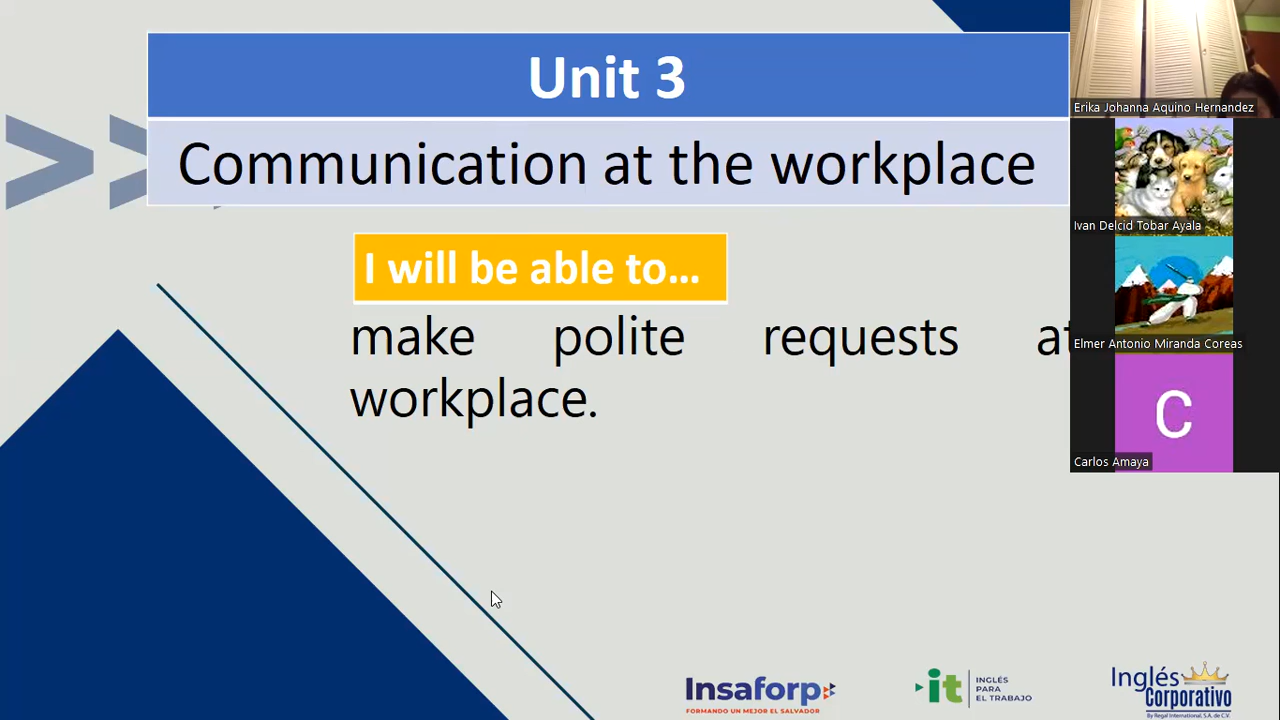 Unit 3
Communication at the workplace
I will be able to...
make polite requests at
workplace.
Erika Johanna Aquino Hernandez
Ivan Delcid Tobar Ayala
Elmer Antonio Miranda Coreas
C
Carlos Amaya
Insaforp
FORMANDO UN MEJOR EL SALVADOR
it
INGLÉS
PARA
EL TRABAJO
Inglés
Corporativo
By Regal International, S.A. de C.V.